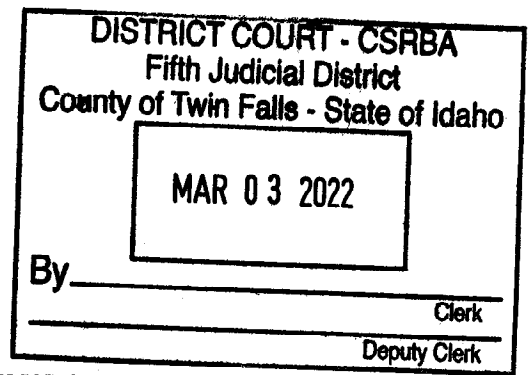 DISTRICT COURT - CSRBA
Fifth Judicial District
County of Twin Falls - State of Idaho
MAR 03 2022
By
Clerk
Deputy Clerk